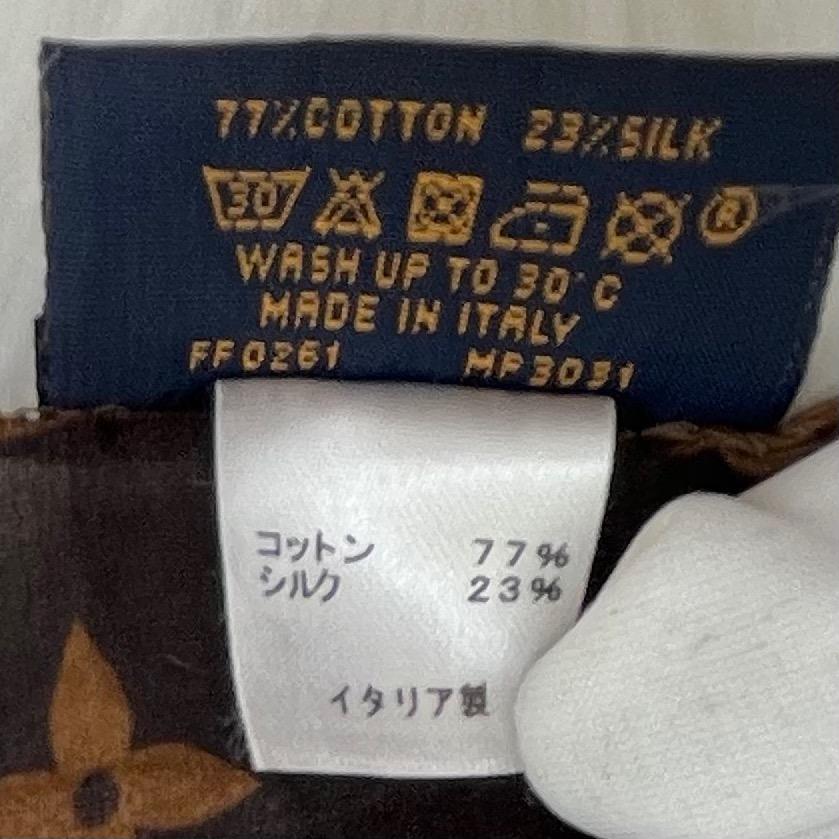 77%COTTON 23%SILK
30
®
WASH UP TO 30°C
MADE IN ITALY
FF0261 MP3031
コットン 77%
シルク 23%
イタリア製